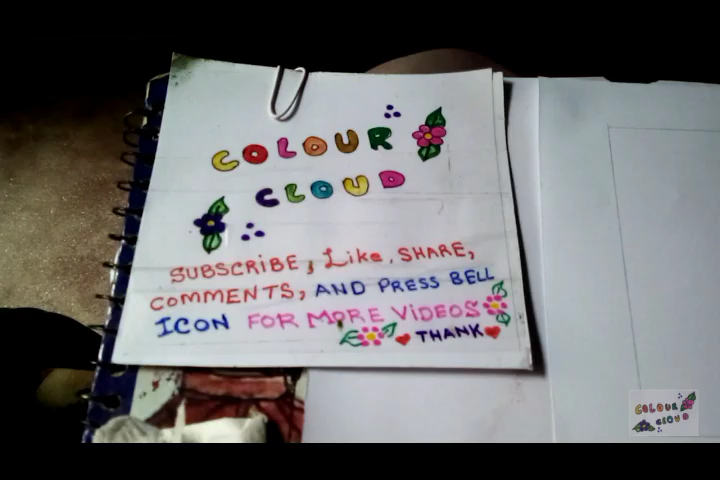 COLOUR
CLOUD
SUBSCRIBE, Like, SHARE,
COMMENTS, AND PRESS BELL
ICON FOR MORE ViDEOS
THANK
COLOUR
CLOUD